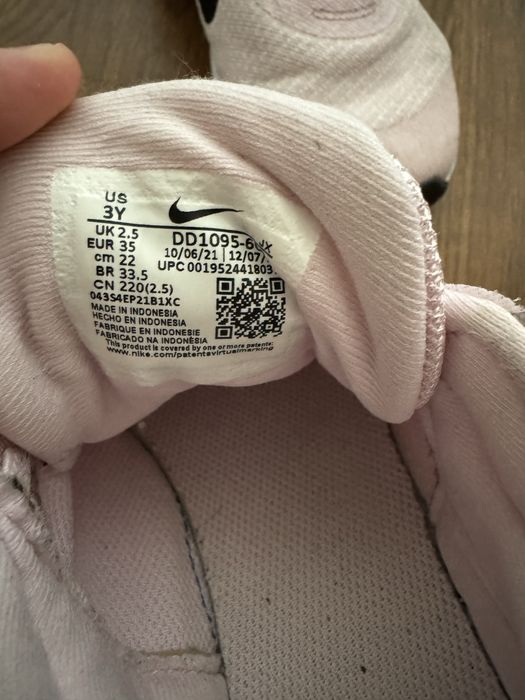 US
3Y
UK 2.5
EUR 35
cm 22
BR 33.5
CN 220(2.5)
DD1095-6
10/06/21 | 12/07/
UPC 001952441803
043S4EP21B1XC
MADE IN INDONESIA
HECHO EN INDONESIA
FABRIQUE EN INDONESIE
FABRICADO NA INDONÉSIA
This product is covered by one or more patents:
www.nike.com/patentsvirtualmarking